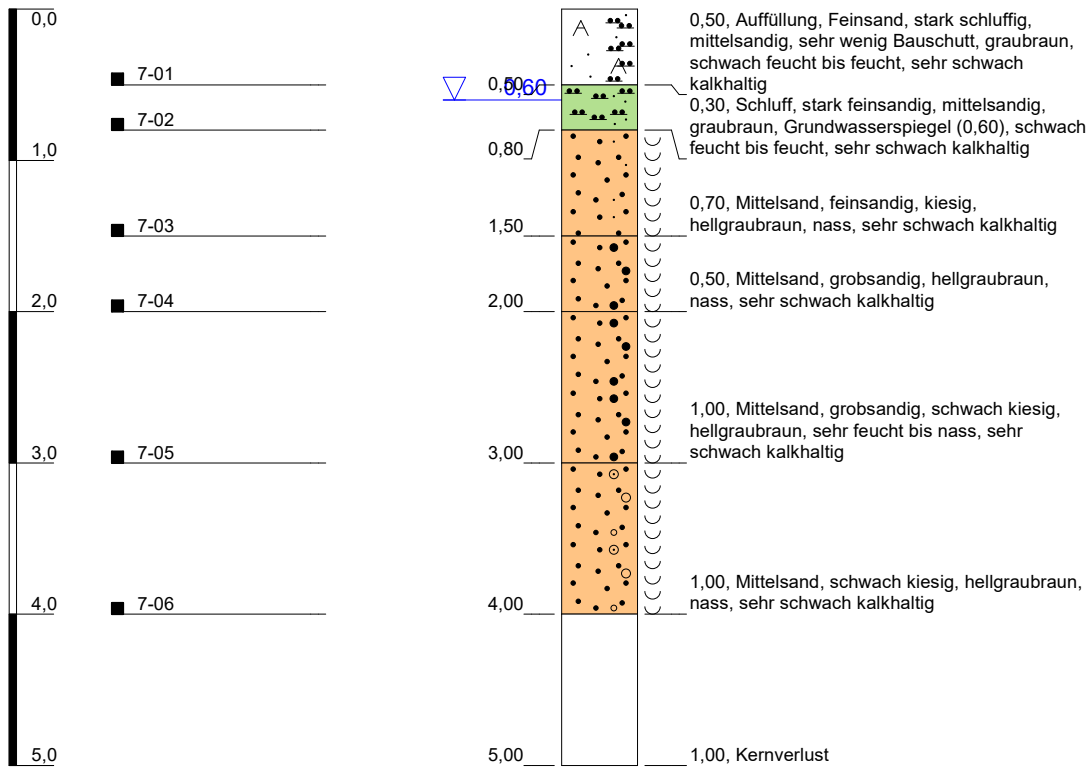 0,0
0,50, Auffüllung, Feinsand, stark schluffig,
mittelsandig, sehr wenig Bauschutt, graubraun,
schwach feucht bis feucht, sehr schwach
kalkhaltig
7-01
0,50
0,60
0,30, Schluff, stark feinsandig, mittelsandig,
graubraun, Grundwasserspiegel (0,60), schwach
feucht bis feucht, sehr schwach kalkhaltig
7-02
0,80
1,0
0,70, Mittelsand, feinsandig, kiesig,
hellgraubraun, nass, sehr schwach kalkhaltig
7-03
1,50
0,50, Mittelsand, grobsandig, hellgraubraun,
nass, sehr schwach kalkhaltig
2,0
7-04
2,00
1,00, Mittelsand, grobsandig, schwach kiesig,
hellgraubraun, sehr feucht bis nass, sehr
schwach kalkhaltig
3,0
7-05
3,00
1,00, Mittelsand, schwach kiesig, hellgraubraun,
nass, sehr schwach kalkhaltig
4,0
7-06
4,00
5,0
5,00
1,00, Kernverlust